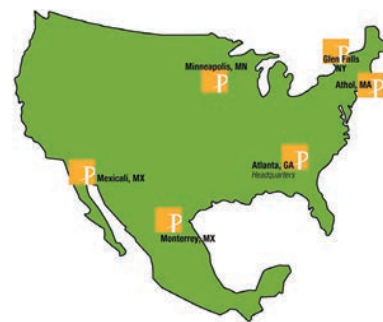 Glen Falls
NY
P
Minneapolis, MN
P
Athol, MA
P
Atlanta, GA
Headquarters
P
Mexicali, MX
P
Monterrey, MX
P